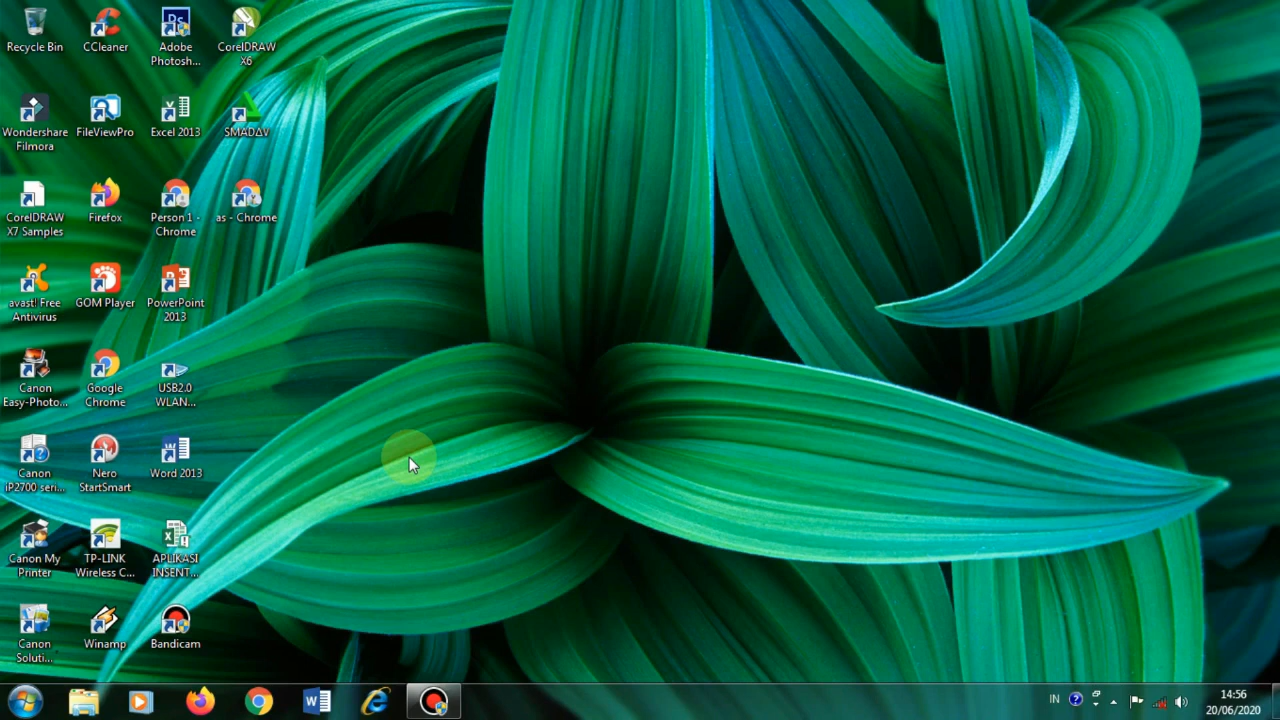 Recycle Bin
CCleaner
Adobe
Photosh...
CorelDRAW
X6
Wondershare
Filmora
FileViewPro
Excel 2013
SMADΔV
CorelDRAW
X7 Samples
Firefox
Person 1 -
Chrome
as - Chrome
avast! Free
Antivirus
GOM Player
PowerPoint
2013
Canon
Easy-Photo...
Google
Chrome
USB2.0
WLAN...
Canon
iP2700 seri...
Nero
StartSmart
Word 2013
Canon My
Printer
TP-LINK
Wireless C...
APLIKASI
INSENT...
Canon
Soluti...
Winamp
Bandicam
IN
14:56
20/06/2020